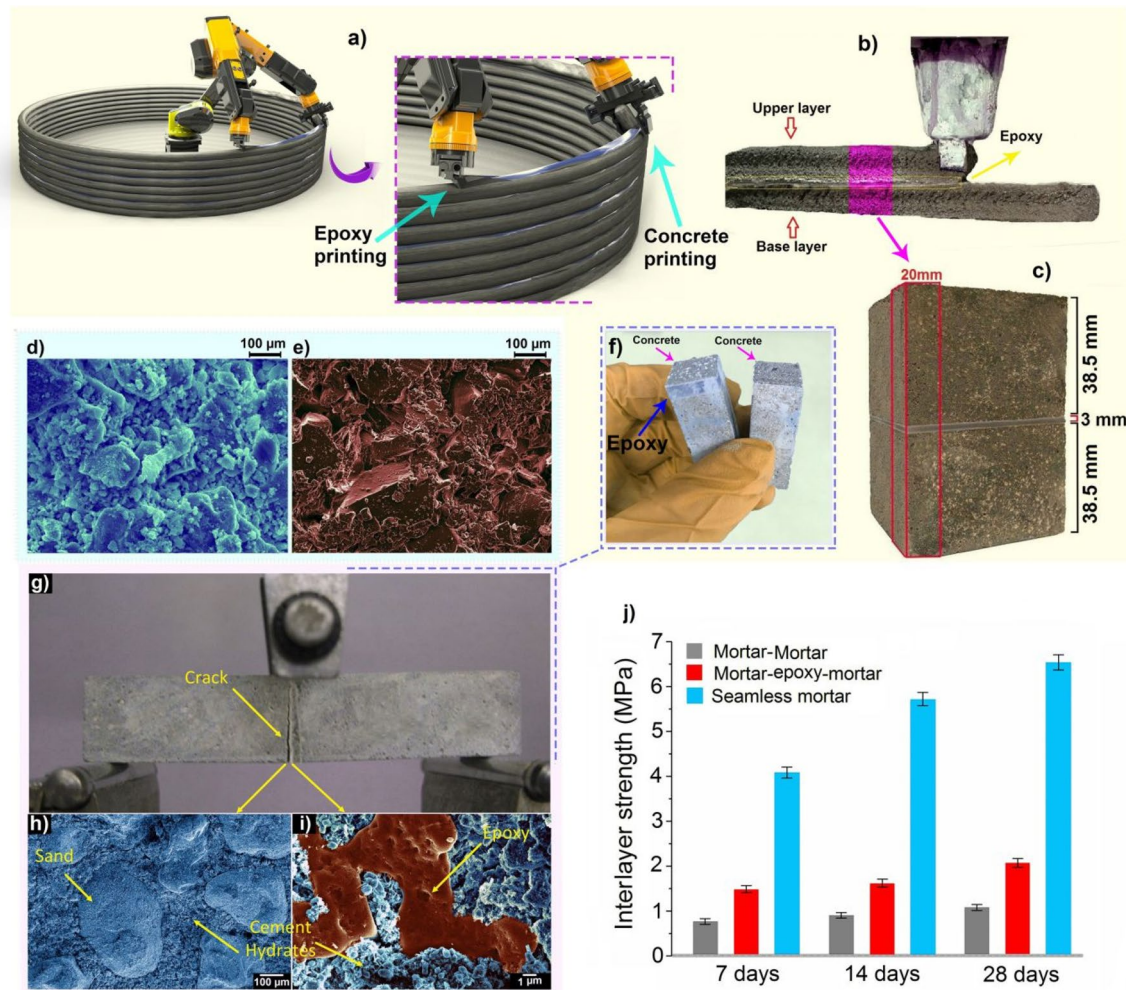 a)
Epoxy
printing
Concrete
printing
b)
Upper layer
Epoxy
Base layer
c)
20mm
38.5 mm
3 mm
38.5 mm
d)
100 µm
e)
100 µm
f)
Concrete
Concrete
Epoxy
g)
Crack
h)
Sand
Cement
Hydrates
100 µm
i)
Epoxy
1 µm
j)
Interlayer strength (MPa)
7
6
5
4
3
2
1
0
Mortar-Mortar
Mortar-epoxy-mortar
Seamless mortar
7 days
14 days
28 days